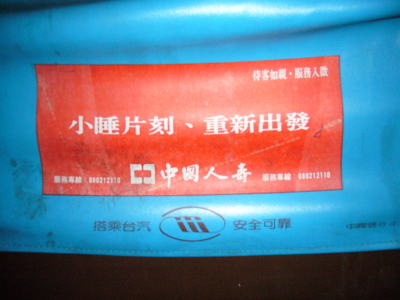 待客如親‧服務入微
小睡片刻、重新出發
服務專線：080212110 中國人壽 服務專線：080212110
搭乘台汽 安全可靠